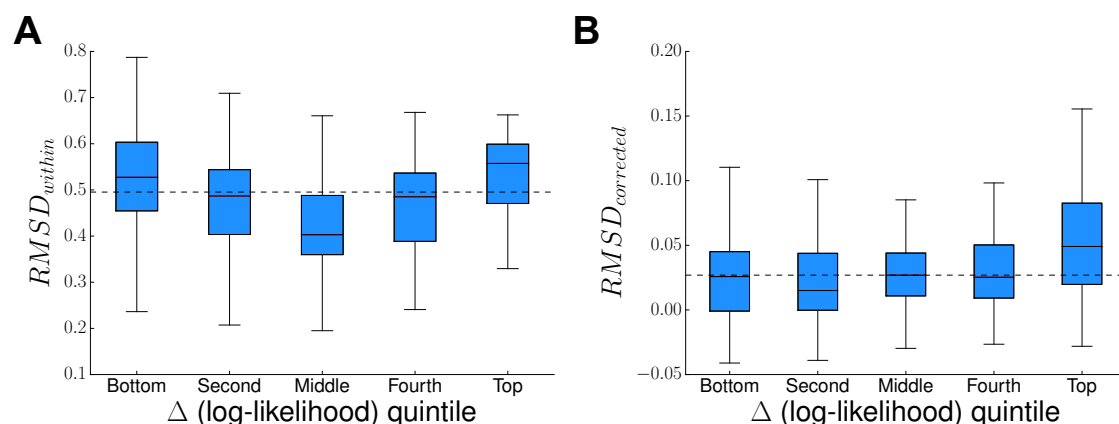 A
0.8
0.7
0.6
0.5
0.4
0.3
0.2
0.1
RMSD_within
Bottom Second Middle Fourth Top
Δ (log-likelihood) quintile
B
0.20
0.15
0.10
0.05
0.00
−0.05
RMSD_corrected
Bottom Second Middle Fourth Top
Δ (log-likelihood) quintile